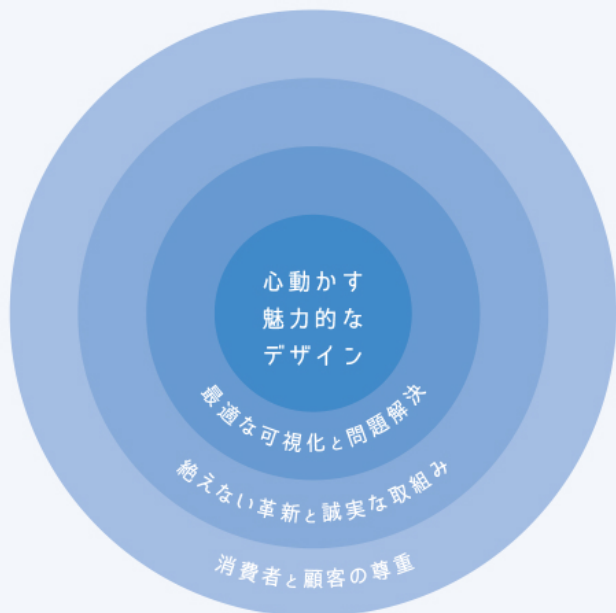 心動かす
魅力的な
デザイン
最適な可視化と問題解決
絶えない革新と誠実な取組み
消費者と顧客の尊重